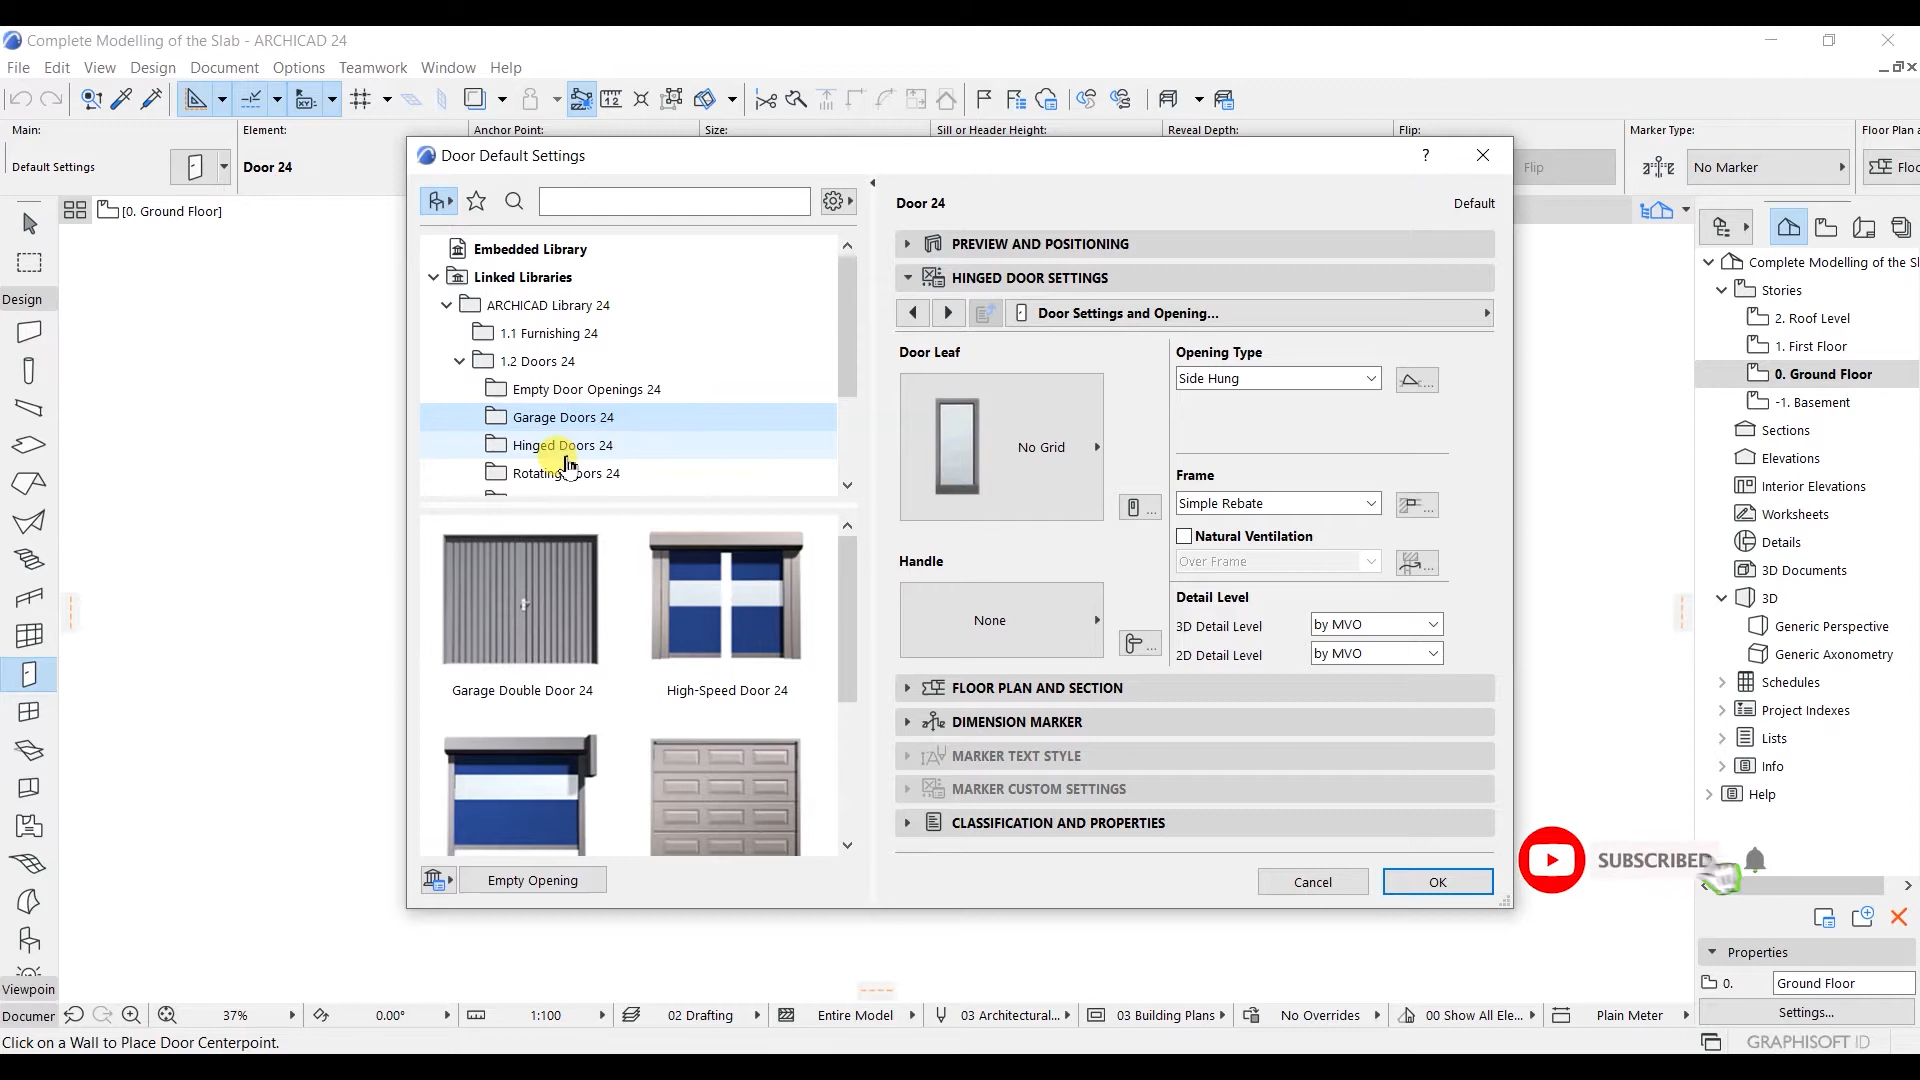 Complete Modelling of the Slab - ARCHICAD 24
File Edit View Design Document Options Teamwork Window Help
Main: Element: Anchor Point: Size: Sill or Header Height: Reveal Depth: Flip: Marker Type: Floor Plan a
Default Settings Door 24 Flip No Marker Floo
Door Default Settings ?
[0. Ground Floor]
Design
Documen
Viewpoin
Embedded Library
Linked Libraries
ARCHICAD Library 24
1.1 Furnishing 24
1.2 Doors 24
Empty Door Openings 24
Garage Doors 24
Hinged Doors 24
Rotating Doors 24
Garage Double Door 24 High-Speed Door 24
Empty Opening
Door 24 Default
PREVIEW AND POSITIONING
HINGED DOOR SETTINGS
Door Settings and Opening...
Door Leaf
No Grid
Handle
None
Opening Type
Side Hung
Frame
Simple Rebate
Natural Ventilation
Over Frame
Detail Level
3D Detail Level by MVO
2D Detail Level by MVO
FLOOR PLAN AND SECTION
DIMENSION MARKER
MARKER TEXT STYLE
MARKER CUSTOM SETTINGS
CLASSIFICATION AND PROPERTIES
Cancel OK
Complete Modelling of the Sl
Stories
2. Roof Level
1. First Floor
0. Ground Floor
-1. Basement
Sections
Elevations
Interior Elevations
Worksheets
Details
3D Documents
3D
Generic Perspective
Generic Axonometry
Schedules
Project Indexes
Lists
Info
Help
SUBSCRIBED
Properties
0. Ground Floor
Settings...
37% 0.00° 1:100 02 Drafting Entire Model 03 Architectural... 03 Building Plans No Overrides 00 Show All Ele... Plain Meter
Click on a Wall to Place Door Centerpoint.
GRAPHISOFT ID